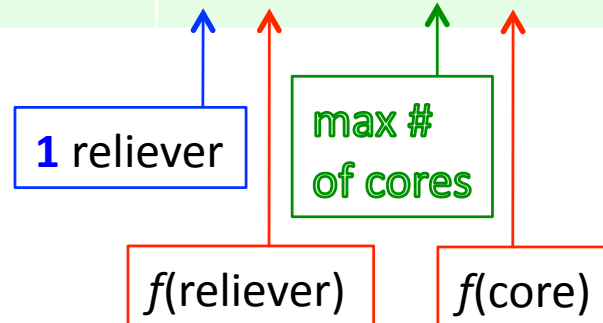 1 reliever
max #
of cores
f(reliever)
f(core)